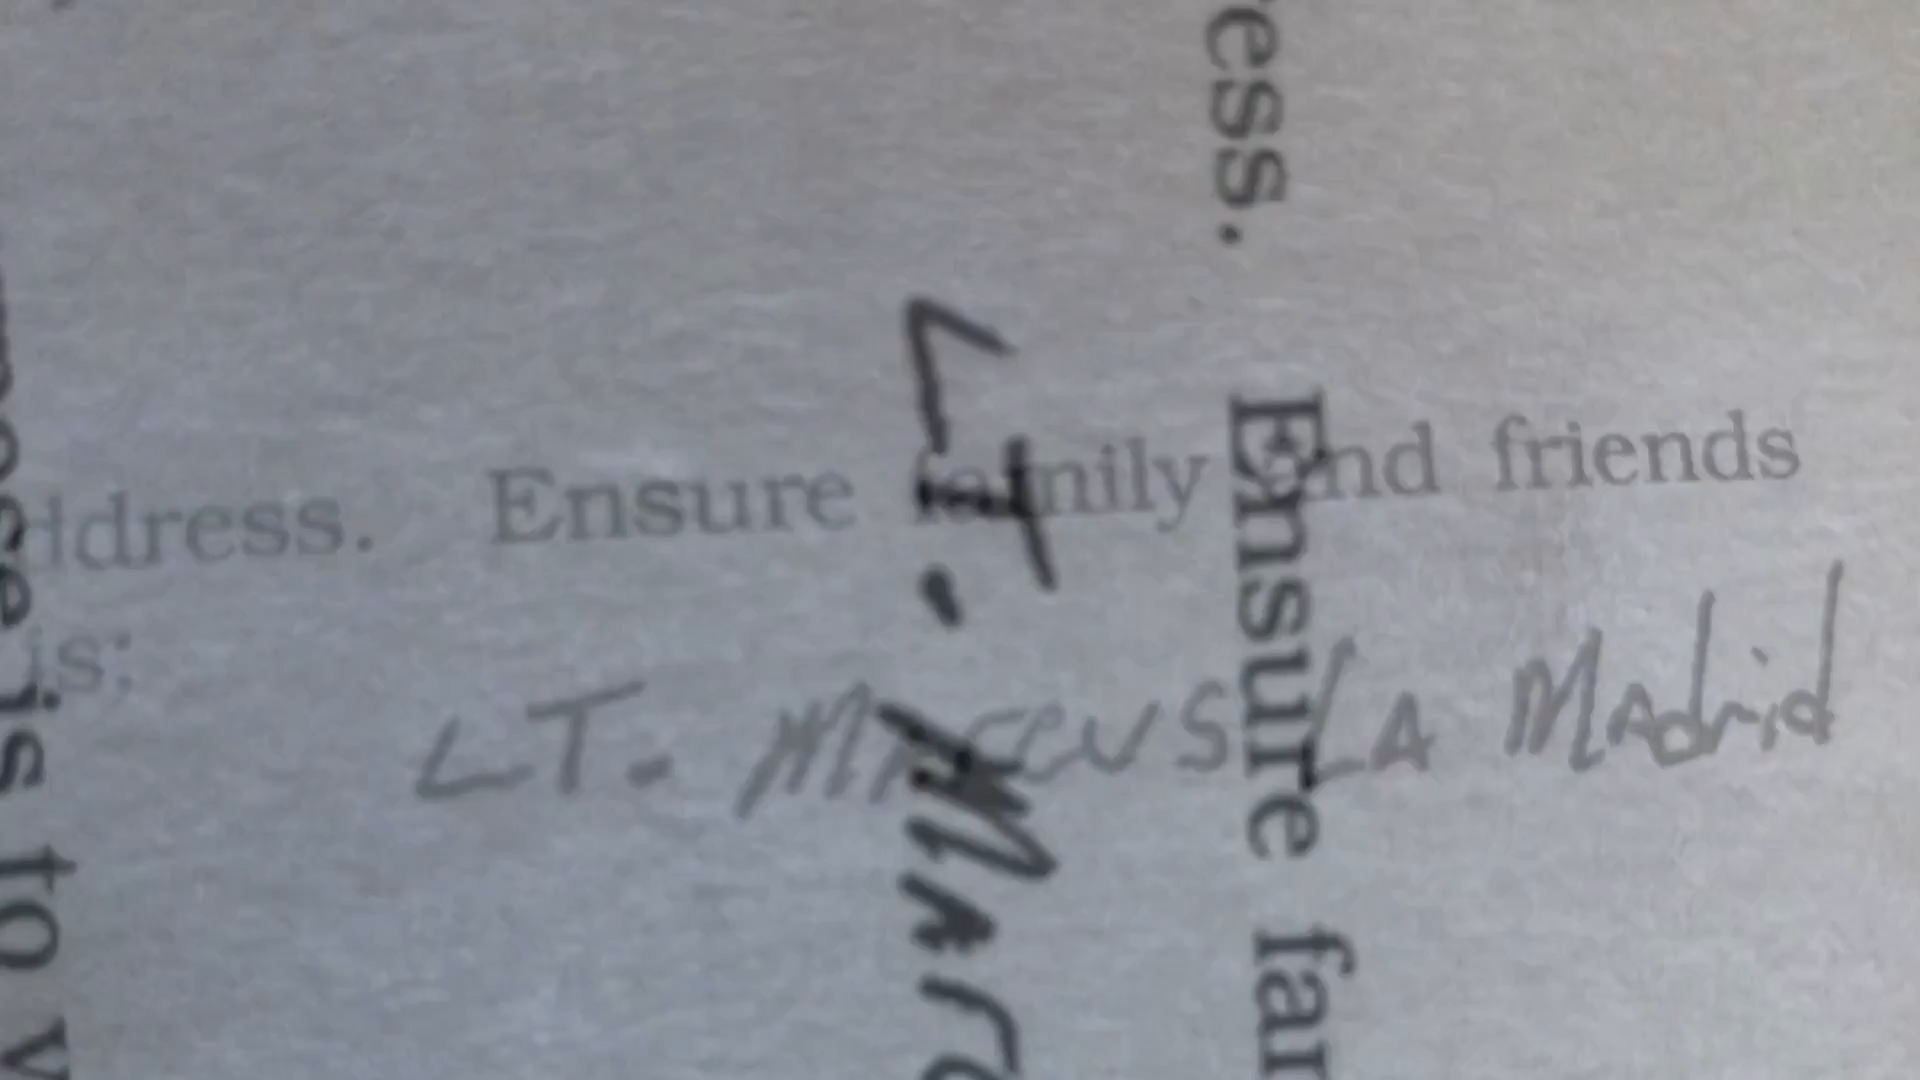 ddress. Ensure family and friends
is:
LT. Marcus LA Madrid
ess. Ensure far
LT. Mar
is to